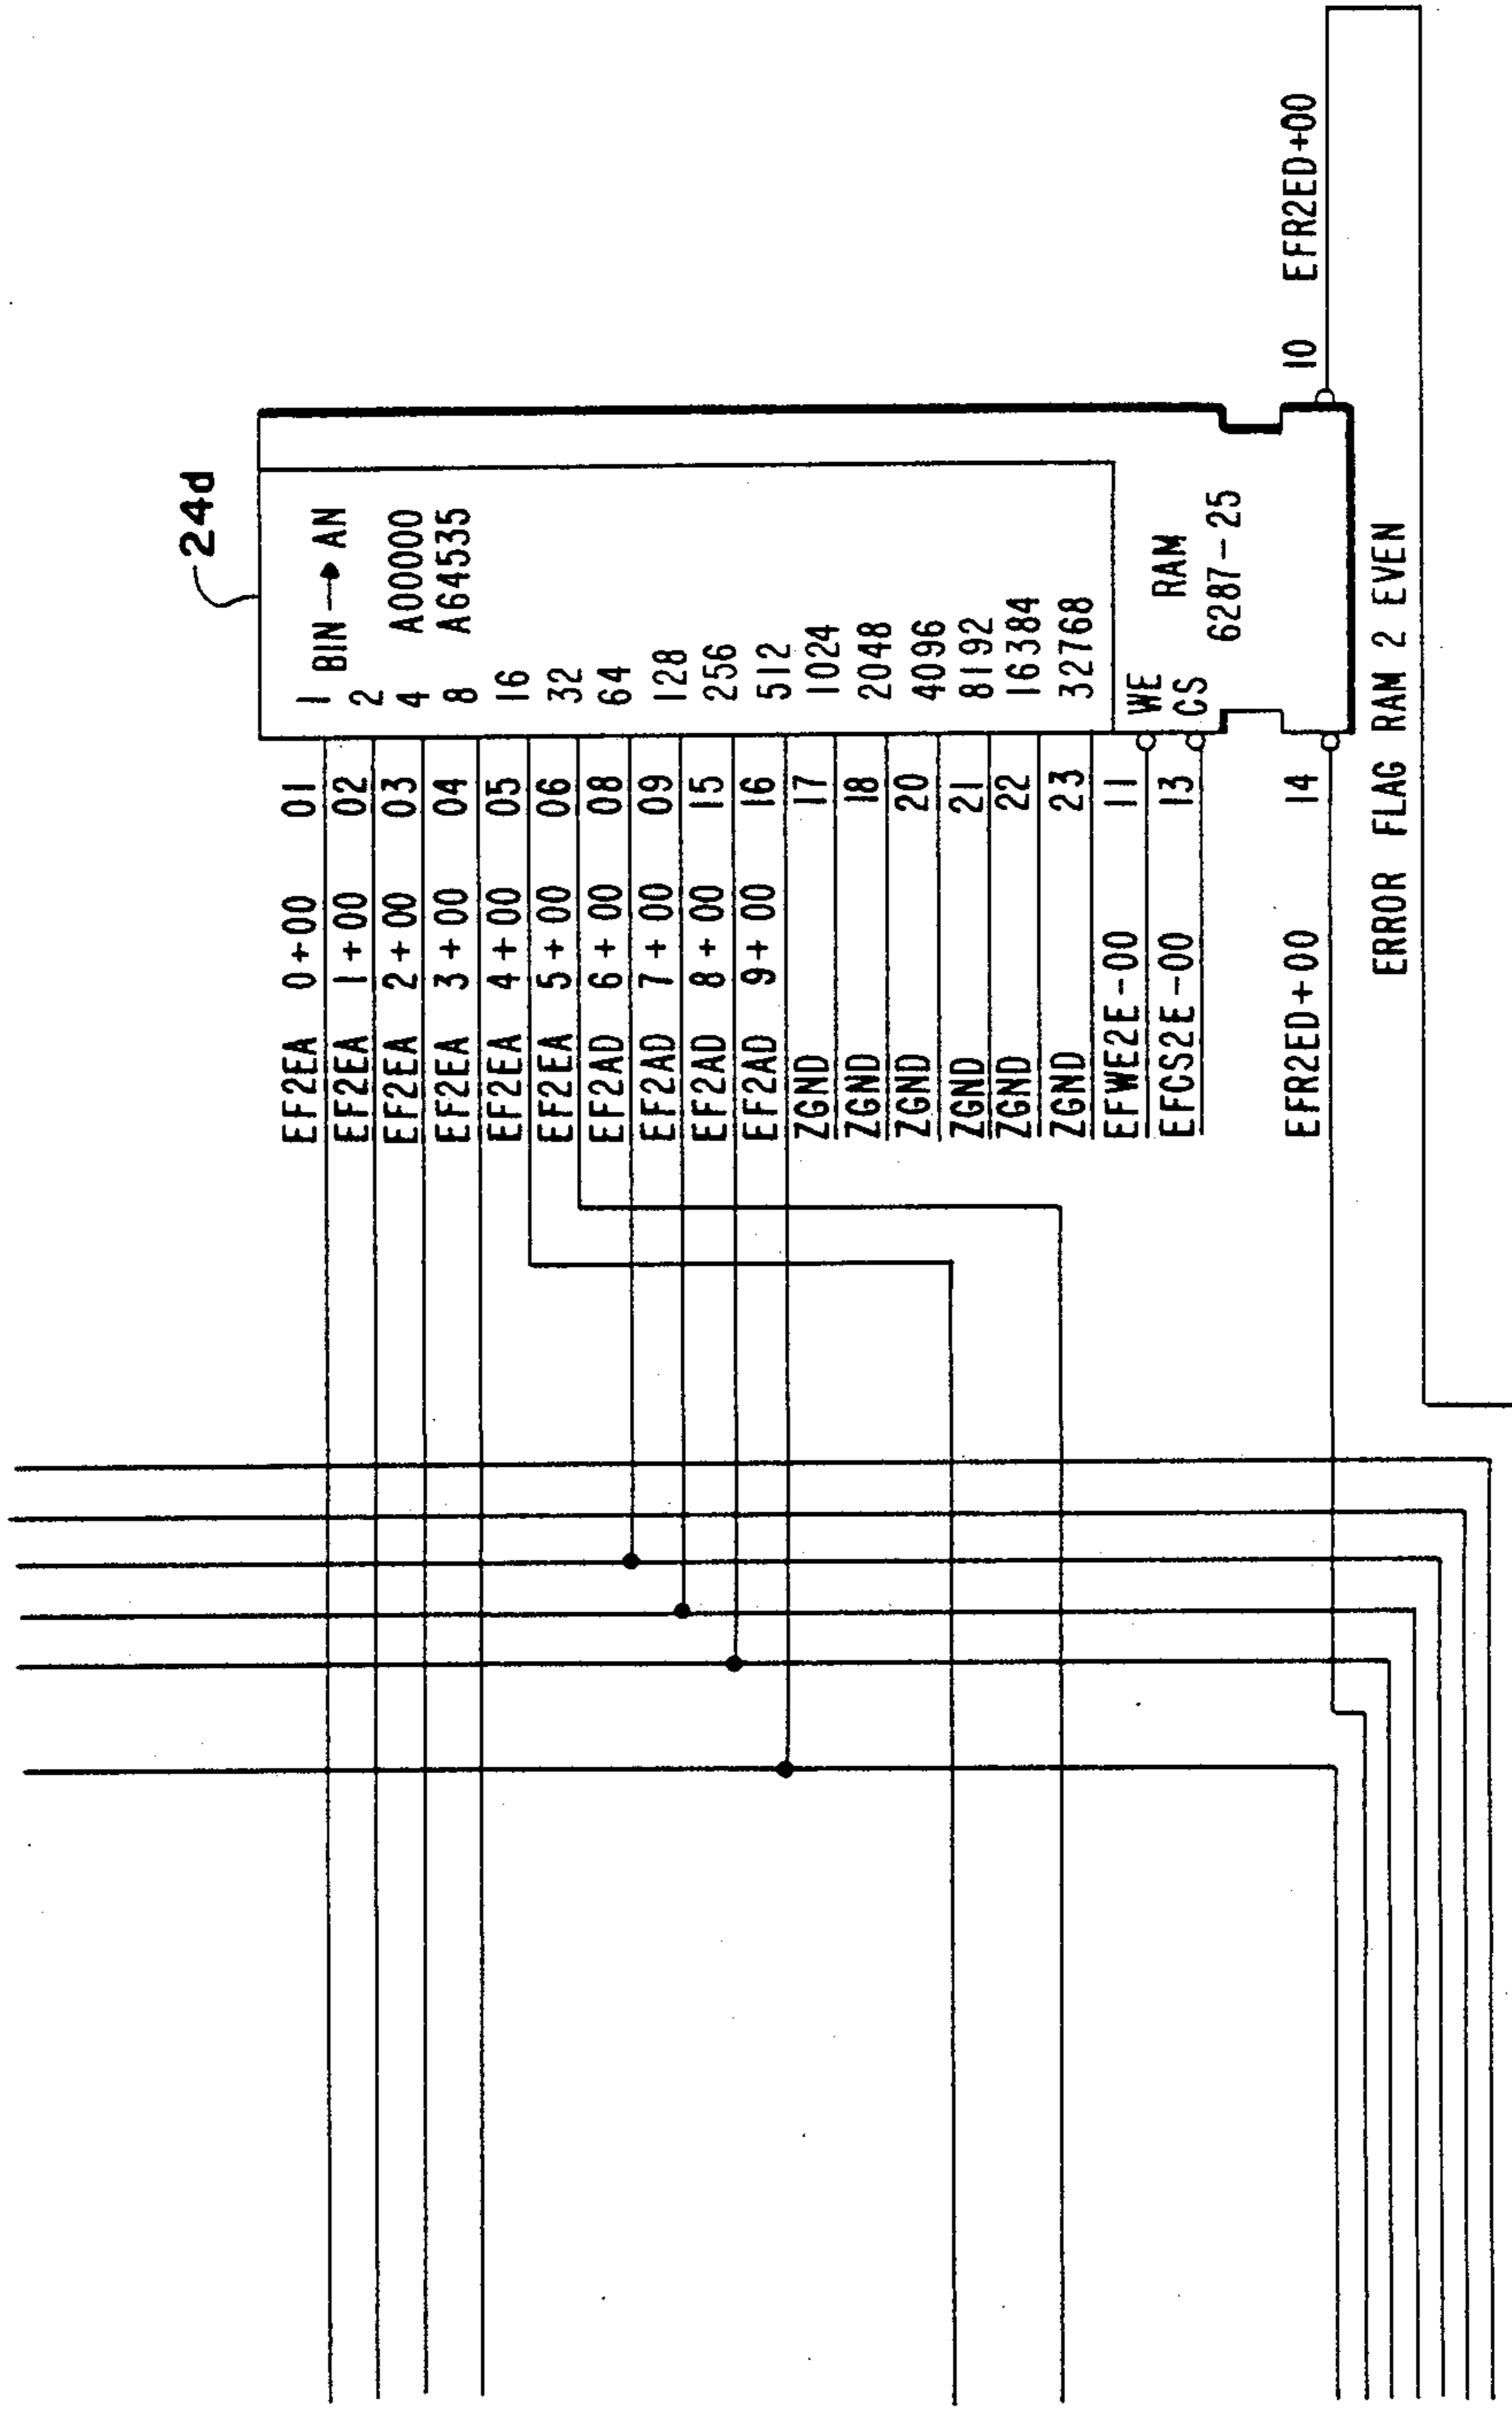 24d
BIN → AN
A00000
A64535
EF2EA 0+00 01 1
EF2EA 1+00 02 2
EF2EA 2+00 03 4
EF2EA 3+00 04 8
EF2EA 4+00 05 16
EF2EA 5+00 06 32
EF2AD 6+00 08 64
EF2AD 7+00 09 128
EF2AD 8+00 15 256
EF2AD 9+00 16 512
ZGND 17 1024
ZGND 18 2048
ZGND 20 4096
ZGND 21 8192
ZGND 22 16384
ZGND 23 32768
EFWE2E-00 11 WE
EFCS2E-00 13 CS
RAM
6287-25
EFR2ED+00 14
10 EFR2ED+00
ERROR FLAG RAM 2 EVEN